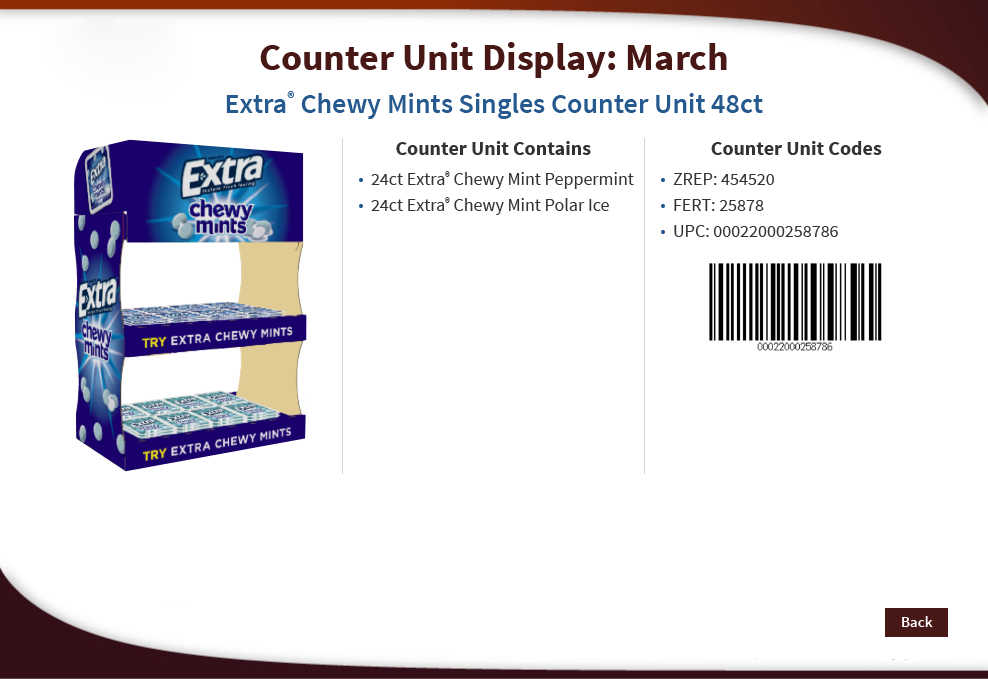 Counter Unit Display: March
Extra® Chewy Mints Singles Counter Unit 48ct
Extra
chewy
mints
Extra
chewy
mints
TRY EXTRA CHEWY MINTS
TRY EXTRA CHEWY MINTS
Counter Unit Contains
• 24ct Extra® Chewy Mint Peppermint
• 24ct Extra® Chewy Mint Polar Ice
Counter Unit Codes
• ZREP: 454520
• FERT: 25878
• UPC: 00022000258786
00022000258786
Back